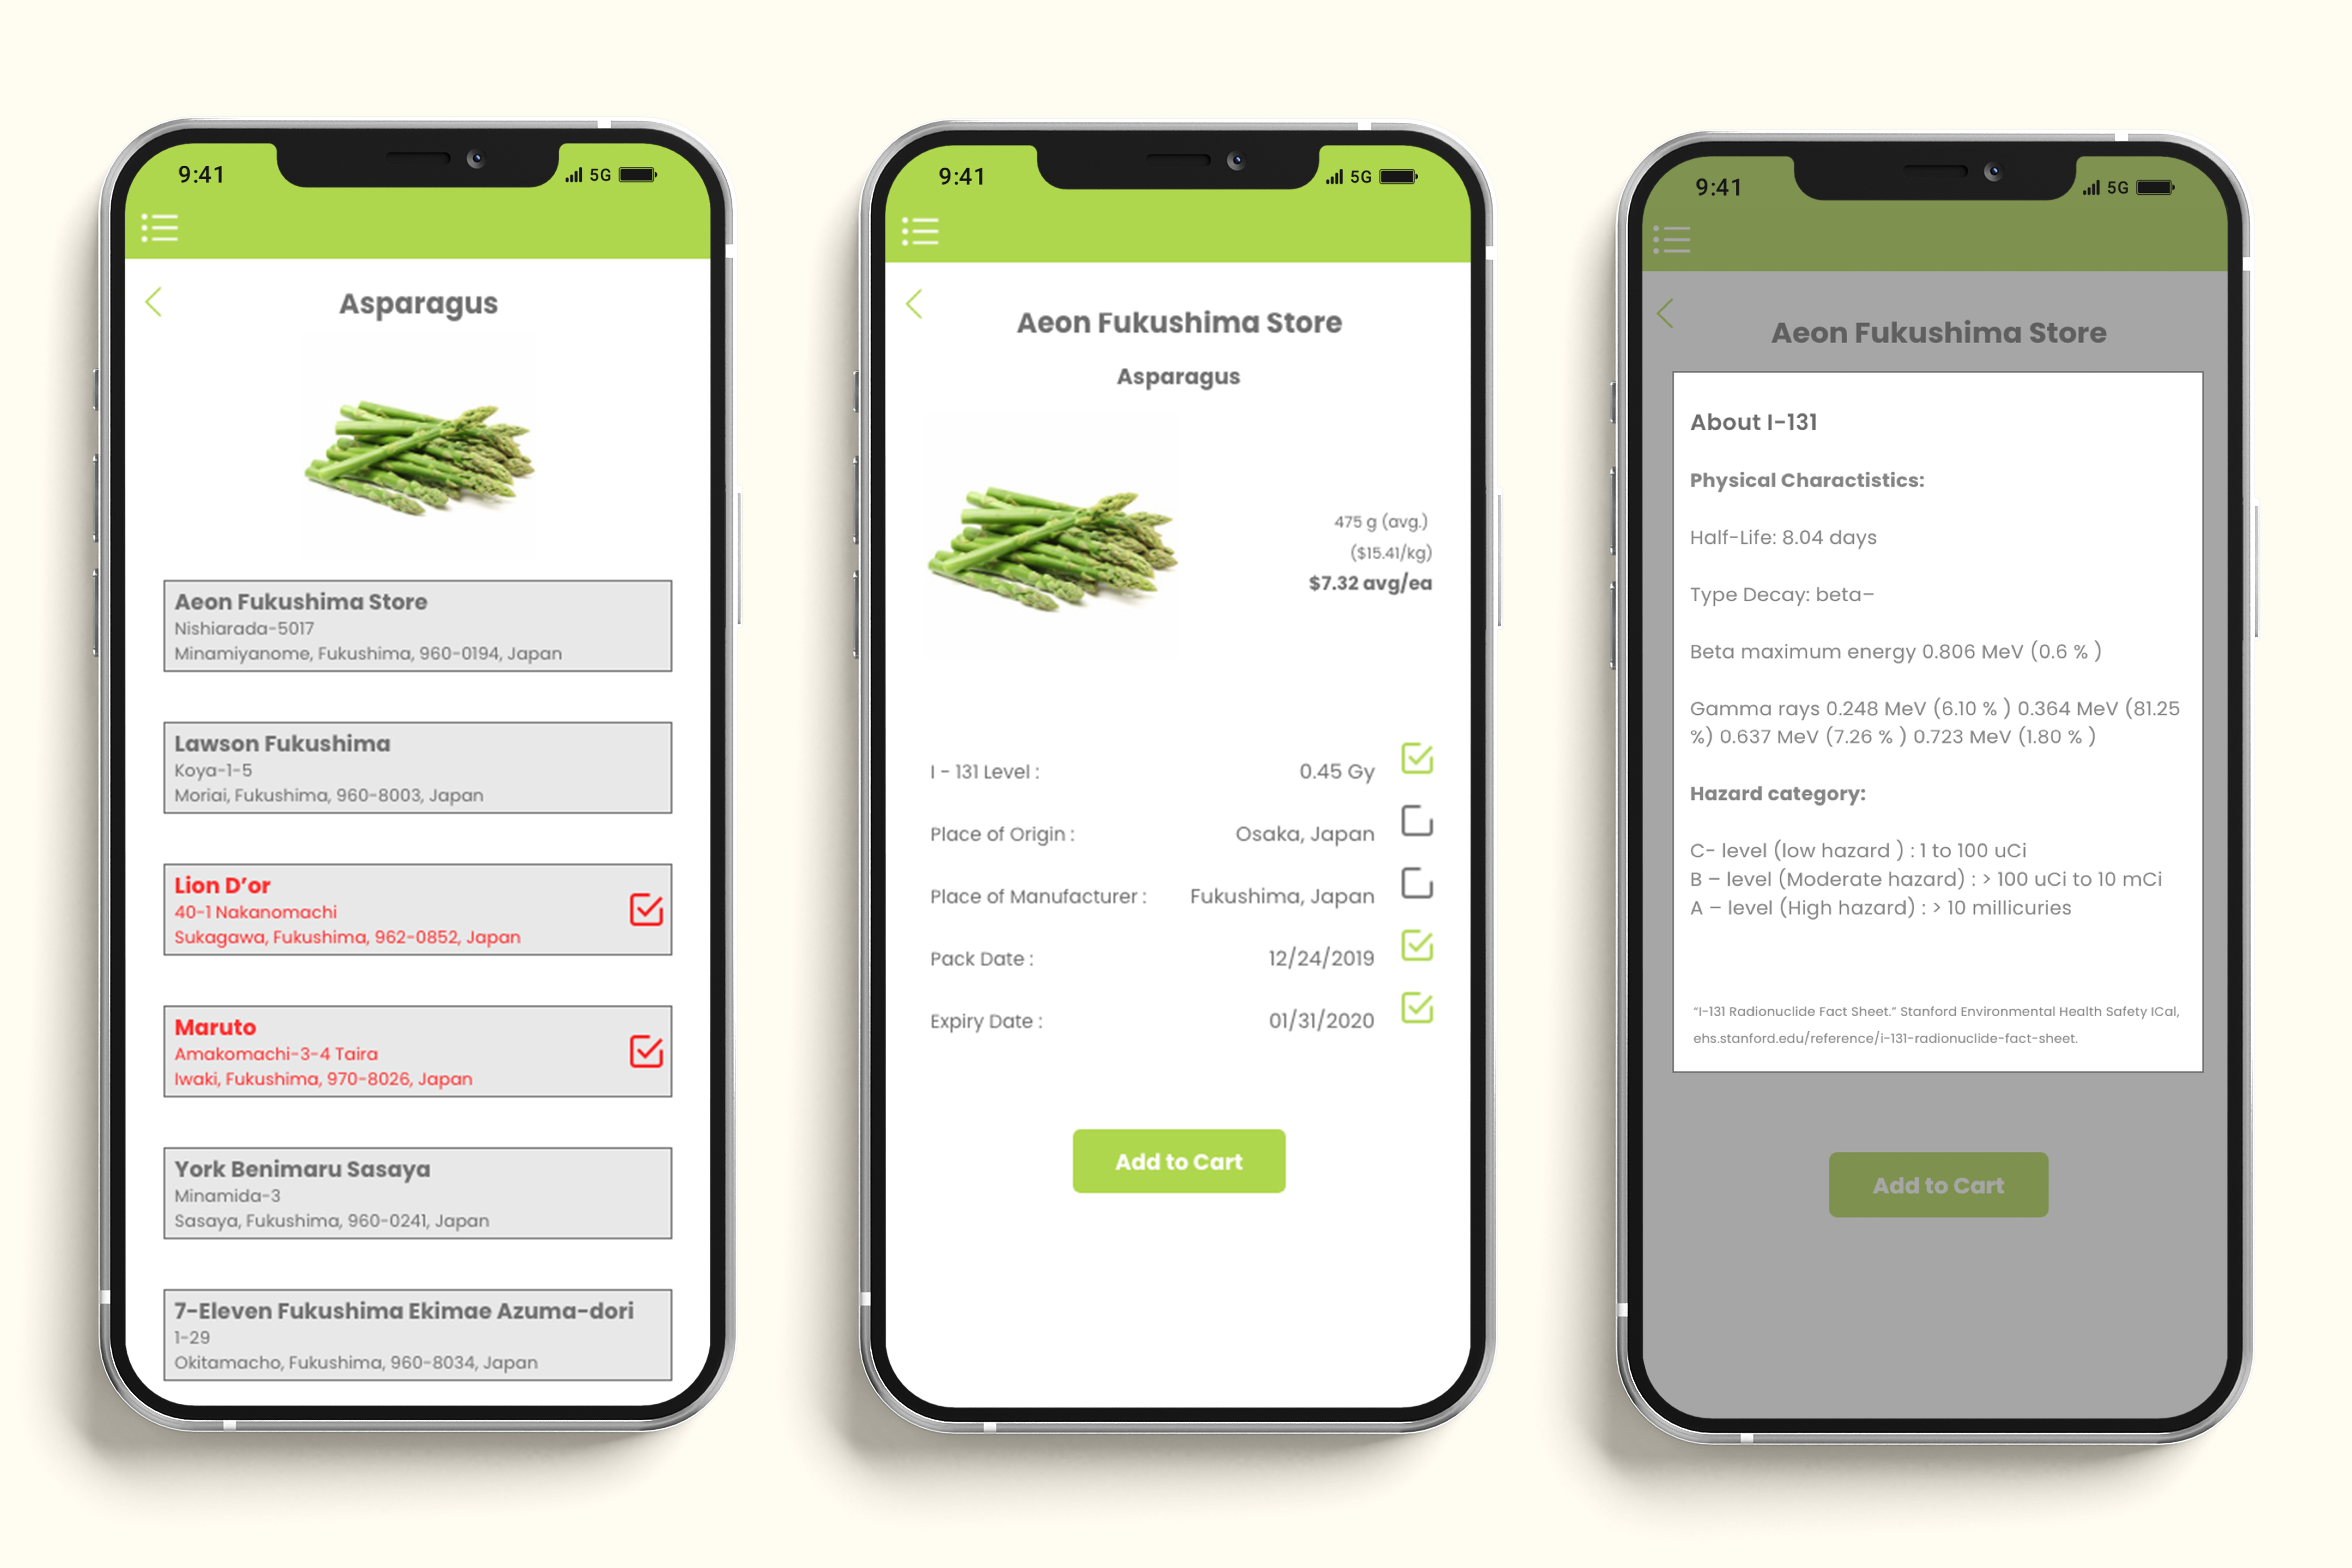 9:41
5G
Asparagus
Aeon Fukushima Store
Nishiarada-5017
Minamiyanome, Fukushima, 960-0194, Japan
Lawson Fukushima
Koya-1-5
Moriai, Fukushima, 960-8003, Japan
Lion D’or
40-1 Nakanomachi
Sukagawa, Fukushima, 962-0852, Japan
Maruto
Amakomachi-3-4 Taira
Iwaki, Fukushima, 970-8026, Japan
York Benimaru Sasaya
Minamida-3
Sasaya, Fukushima, 960-0241, Japan
7-Eleven Fukushima Ekimae Azuma-dori
1-29
Okitamacho, Fukushima, 960-8034, Japan
9:41
5G
Aeon Fukushima Store
Asparagus
475 g (avg.)
($15.41/kg)
$7.32 avg/ea
I - 131 Level : 0.45 Gy
Place of Origin : Osaka, Japan
Place of Manufacturer : Fukushima, Japan
Pack Date : 12/24/2019
Expiry Date : 01/31/2020
Add to Cart
9:41
5G
Aeon Fukushima Store
About I-131
Physical Charactistics:
Half-Life: 8.04 days
Type Decay: beta–
Beta maximum energy 0.806 MeV (0.6 % )
Gamma rays 0.248 MeV (6.10 % ) 0.364 MeV (81.25
%) 0.637 MeV (7.26 % ) 0.723 MeV (1.80 % )
Hazard category:
C- level (low hazard ) : 1 to 100 uCi
B – level (Moderate hazard) : > 100 uCi to 10 mCi
A – level (High hazard) : > 10 millicuries
“I-131 Radionuclide Fact Sheet.” Stanford Environmental Health Safety ICal,
ehs.stanford.edu/reference/i-131-radionuclide-fact-sheet.
Add to Cart